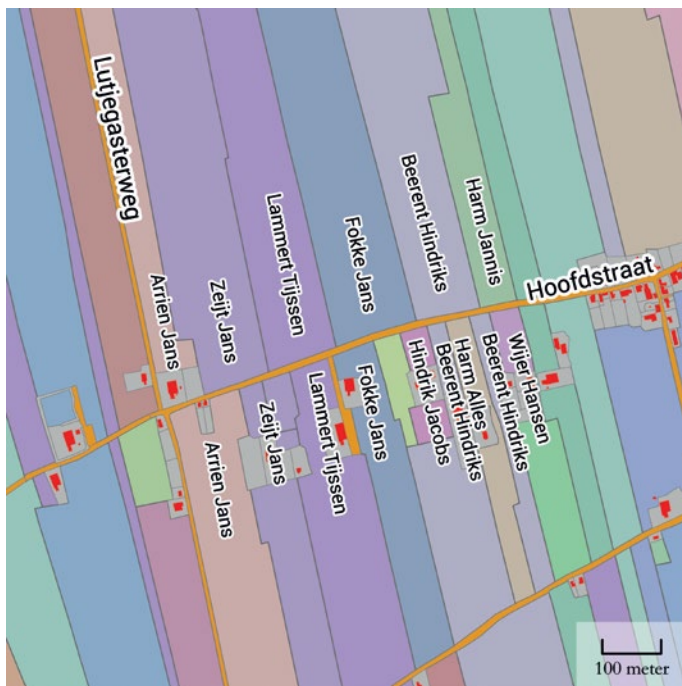 Lutjegasterweg
Arrien Jans
Zeijt Jans
Lammert Tijssen
Fokke Jans
Beerent Hindriks
Harm Jannis
Hoofdstraat
Arrien Jans
Zeijt Jans
Lammert Tijssen
Fokke Jans
Hindrik Jacobs
Beerent Hindriks
Harm Alles
Beerent Hindriks
Wijer Hansen
100 meter